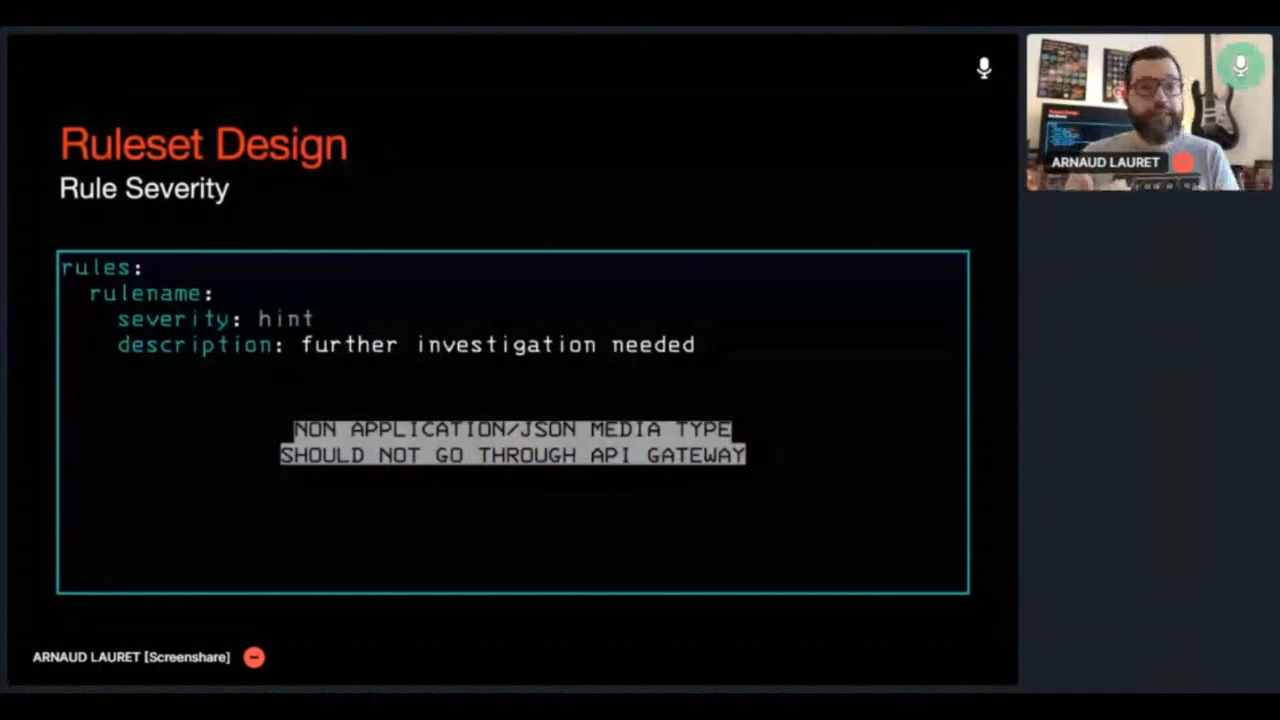 Ruleset Design
Rule Severity
rules:
rulename:
severity: hint
description: further investigation needed
NON APPLICATION/JSON MEDIA TYPE
SHOULD NOT GO THROUGH API GATEWAY
ARNAUD LAURET [Screenshare]
ARNAUD LAURET